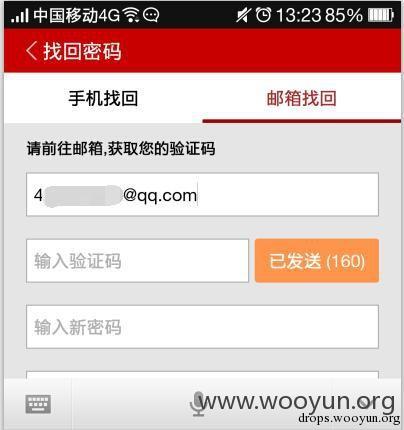 中国移动4G 13:23 85%
找回密码
手机找回 邮箱找回
请前往邮箱,获取您的验证码
4 @qq.com
输入验证码 已发送 (160)
输入新密码
www.wooyun.org
drops.wooyun.org